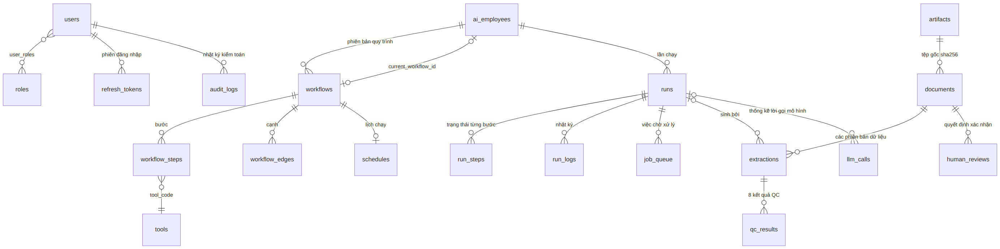 users
ai_employees
artifacts
phiên bản quy trình
user_roles
phiên đăng nhập
nhật ký kiểm toán
lần chạy
tệp gốc sha256
current_workflow_id
roles
refresh_tokens
audit_logs
workflows
runs
documents
sinh bởi
thống kê lời gọi mô hình
bước
cạnh
lịch chạy
trạng thái từng bước
nhật ký
việc chờ xử lý
quyết định xác nhận
các phiên bản dữ liệu
workflow_steps
workflow_edges
schedules
run_steps
run_logs
job_queue
extractions
llm_calls
human_reviews
tool_code
8 kết quả QC
tools
qc_results